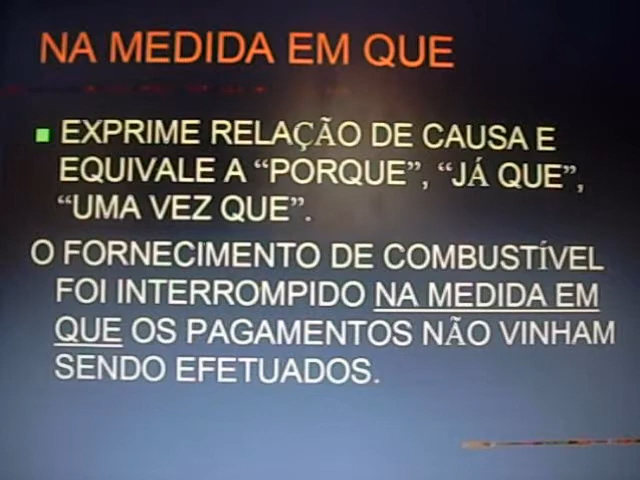 NA MEDIDA EM QUE
EXPRIME RELAÇÃO DE CAUSA E
EQUIVALE A “PORQUE”, “JÁ QUE”,
“UMA VEZ QUE”.
O FORNECIMENTO DE COMBUSTÍVEL
FOI INTERROMPIDO NA MEDIDA EM
QUE OS PAGAMENTOS NÃO VINHAM
SENDO EFETUADOS.